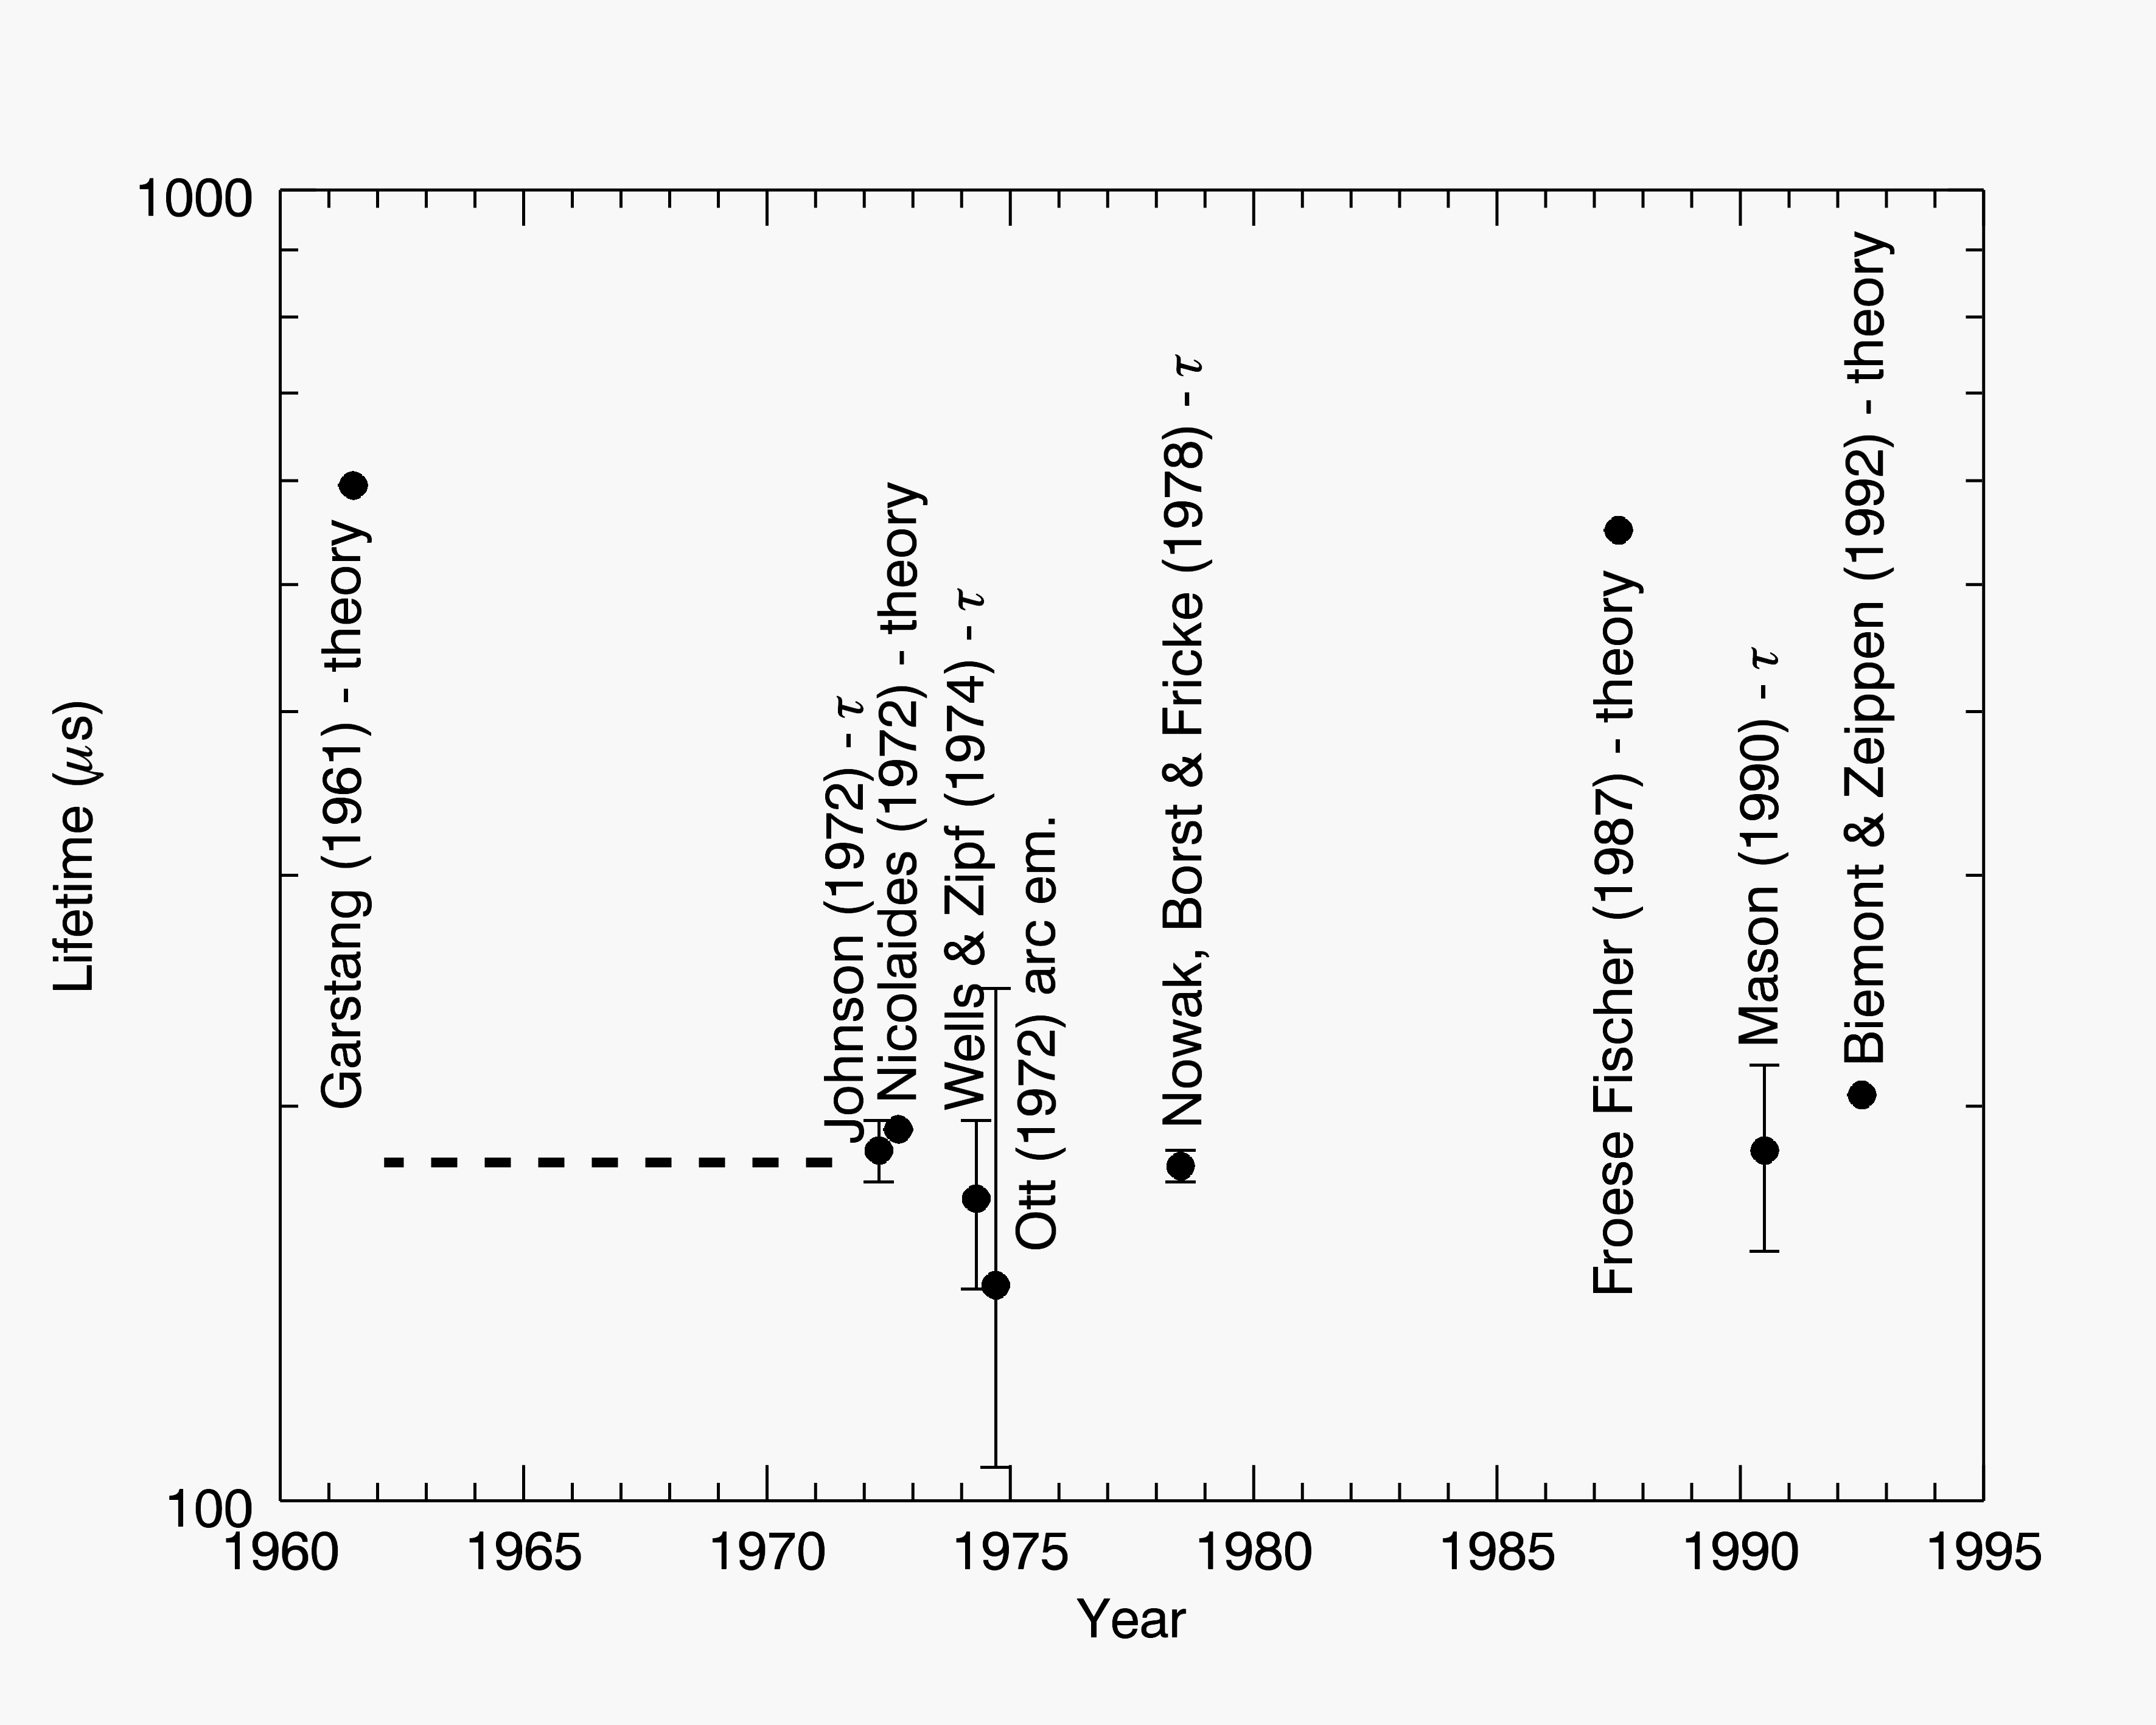 1000
100
Lifetime (μs)
Garstang (1961) - theory
Johnson (1972) - τ
Nicolaides (1972) - theory
Wells & Zipf (1974) - τ
Ott (1972) arc em.
Nowak, Borst & Fricke (1978) - τ
Froese Fischer (1987) - theory
Mason (1990) - τ
Biemont & Zeippen (1992) - theory
1960 1965 1970 1975 1980 1985 1990 1995
Year